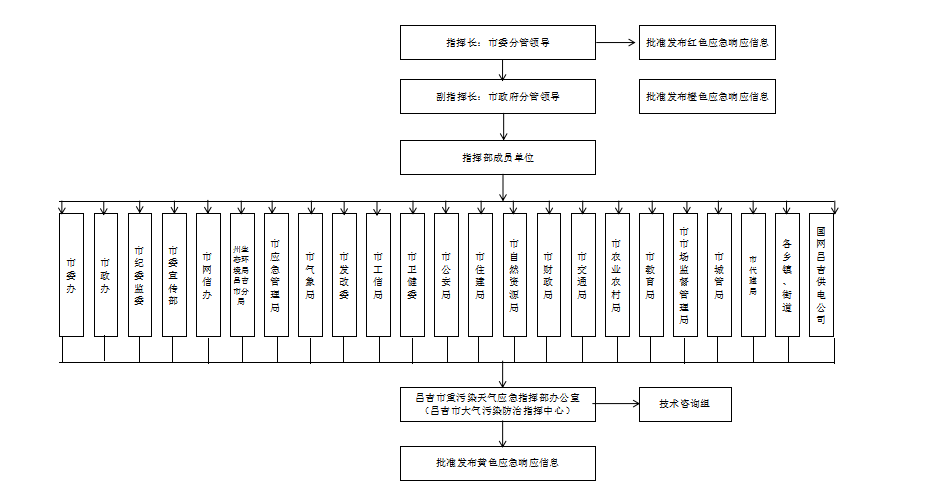 指挥长：市委分管领导
批准发布红色应急响应信息
副指挥长：市政府分管领导
批准发布橙色应急响应信息
指挥部成员单位
市委办
市政办
市纪委监委
市委宣传部
市网信办
州生态环境局昌吉市分局
市应急管理局
市气象局
市发改委
市工信局
市卫健委
市公安局
市住建局
市自然资源局
市财政局
市交通局
市农业农村局
市教育局
市市场监督管理局
市城管局
市代建局
各乡镇、街道
国网昌吉供电公司
昌吉市重污染天气应急指挥部办公室
（昌吉市大气污染防治指挥中心）
技术咨询组
批准发布黄色应急响应信息